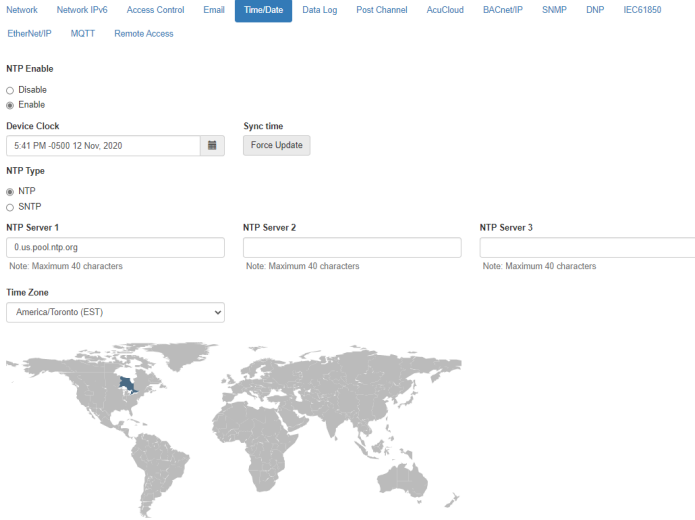 Network Network IPv6 Access Control Email Time/Date Data Log Post Channel AcuCloud BACnet/IP SNMP DNP IEC61850
EtherNet/IP MQTT Remote Access
NTP Enable
Disable
Enable
Device Clock Sync time
5:41 PM -0500 12 Nov, 2020 Force Update
NTP Type
NTP
SNTP
NTP Server 1 NTP Server 2 NTP Server 3
0.us.pool.ntp.org
Note: Maximum 40 characters Note: Maximum 40 characters Note: Maximum 40 characters
Time Zone
America/Toronto (EST)